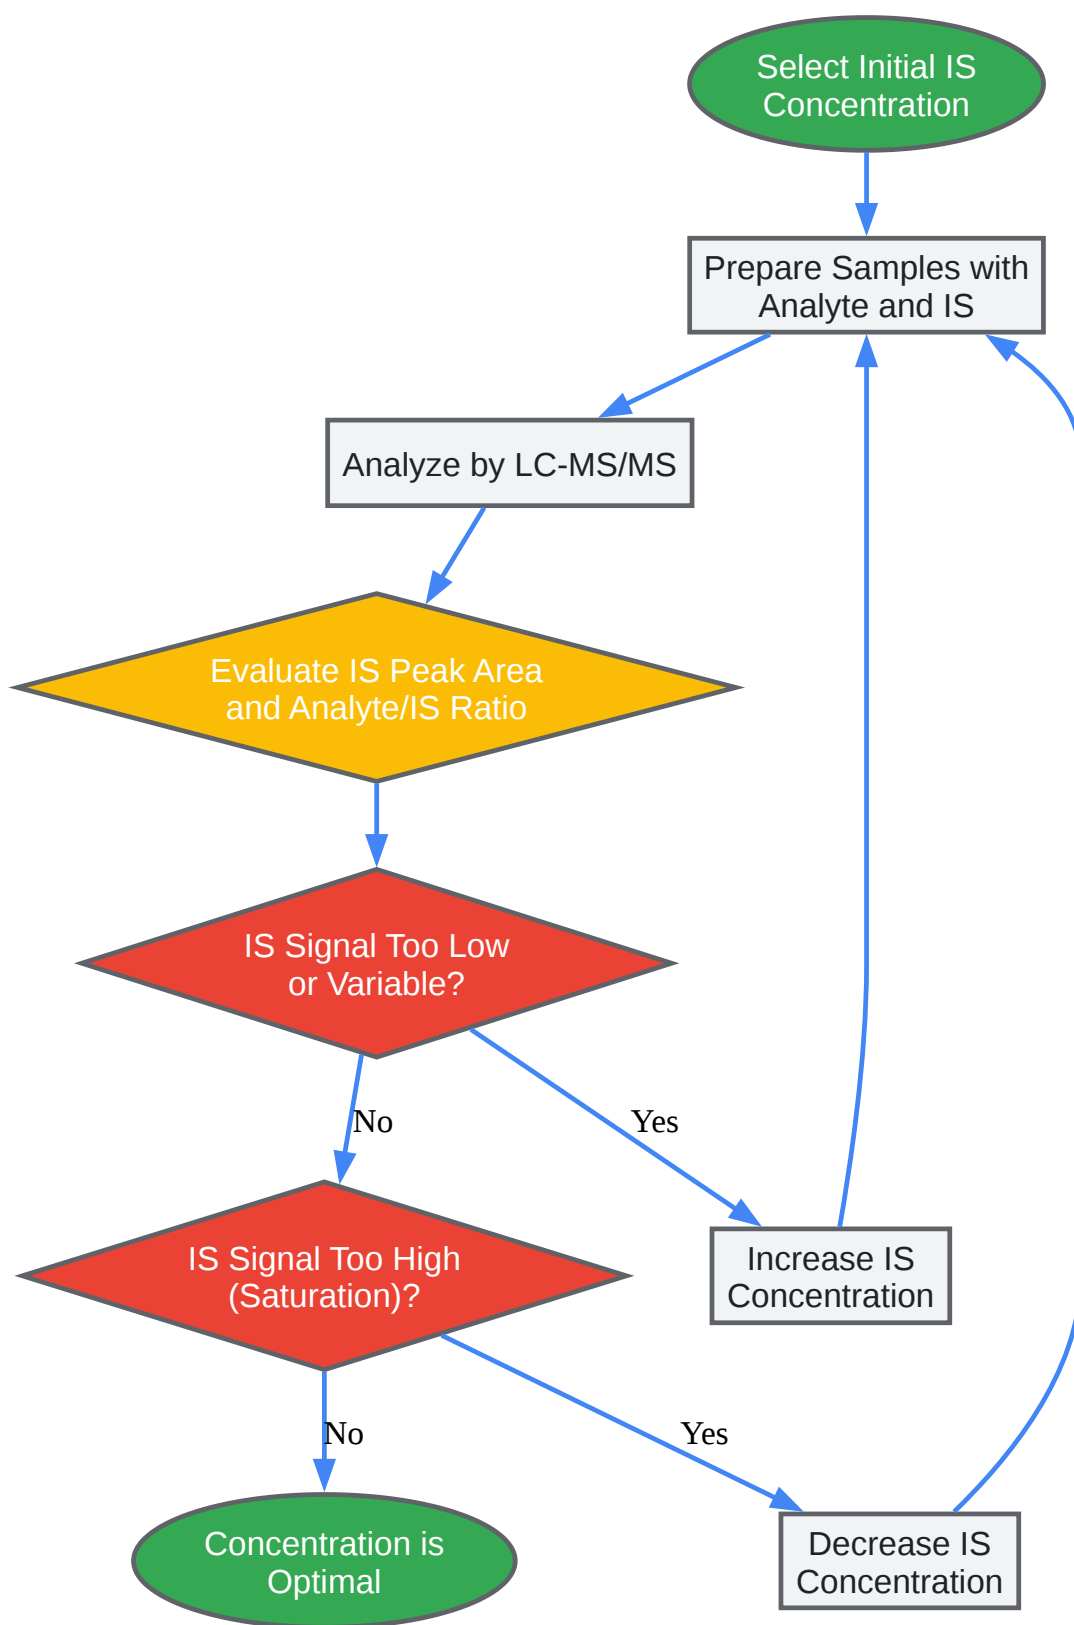 Select Initial IS
Concentration
Prepare Samples with
Analyte and IS
Analyze by LC-MS/MS
Evaluate IS Peak Area
and Analyte/IS Ratio
IS Signal Too Low
or Variable?
No
Yes
IS Signal Too High
(Saturation)?
Increase IS
Concentration
No
Yes
Concentration is
Optimal
Decrease IS
Concentration